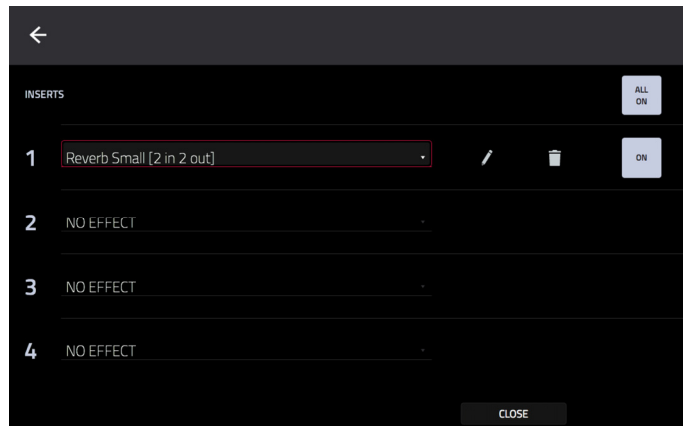 INSERTS
ALL
ON
1 Reverb Small [2 in 2 out] ON
2 NO EFFECT
3 NO EFFECT
4 NO EFFECT
CLOSE